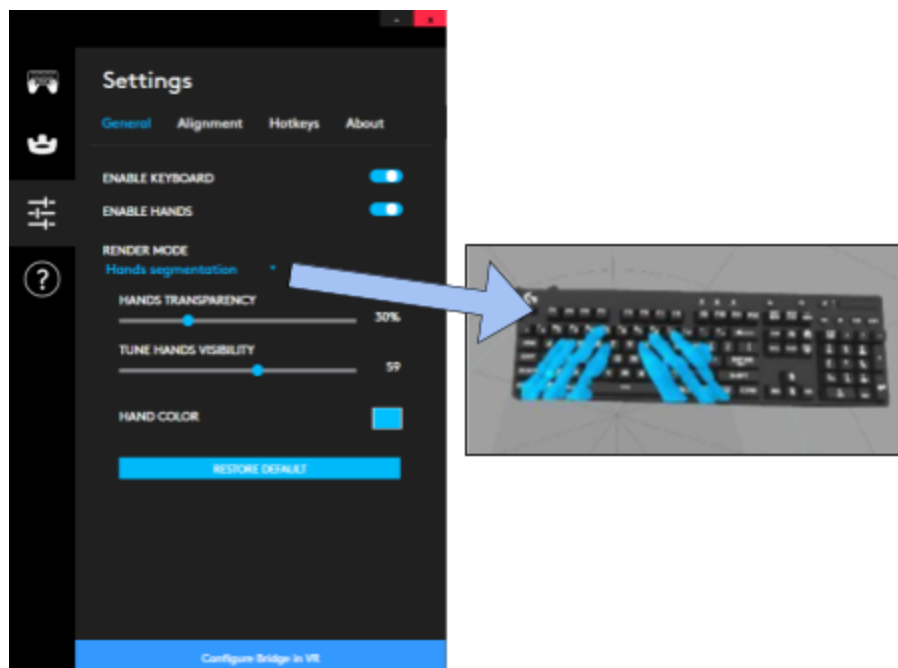 Settings
General Alignment Hotkeys About
ENABLE KEYBOARD
ENABLE HANDS
RENDER MODE
Hands segmentation
HANDS TRANSPARENCY
30%
TUNE HANDS VISIBILITY
59
HAND COLOR
RESTORE DEFAULT
Configure Bridge in VR
?
- x